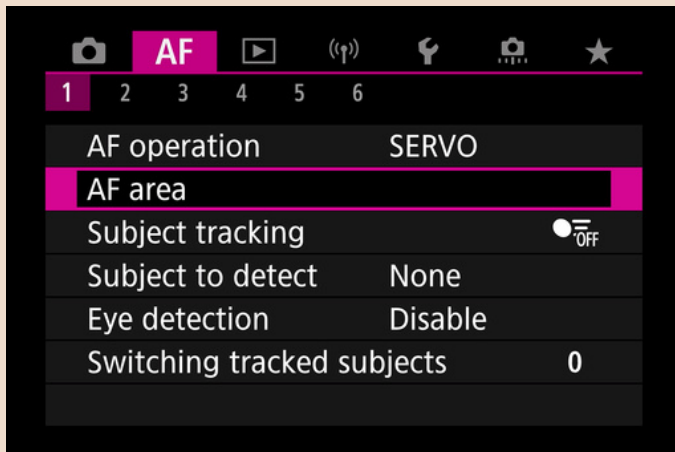 AF
1 2 3 4 5 6
AF operation SERVO
AF area
Subject tracking OFF
Subject to detect None
Eye detection Disable
Switching tracked subjects 0